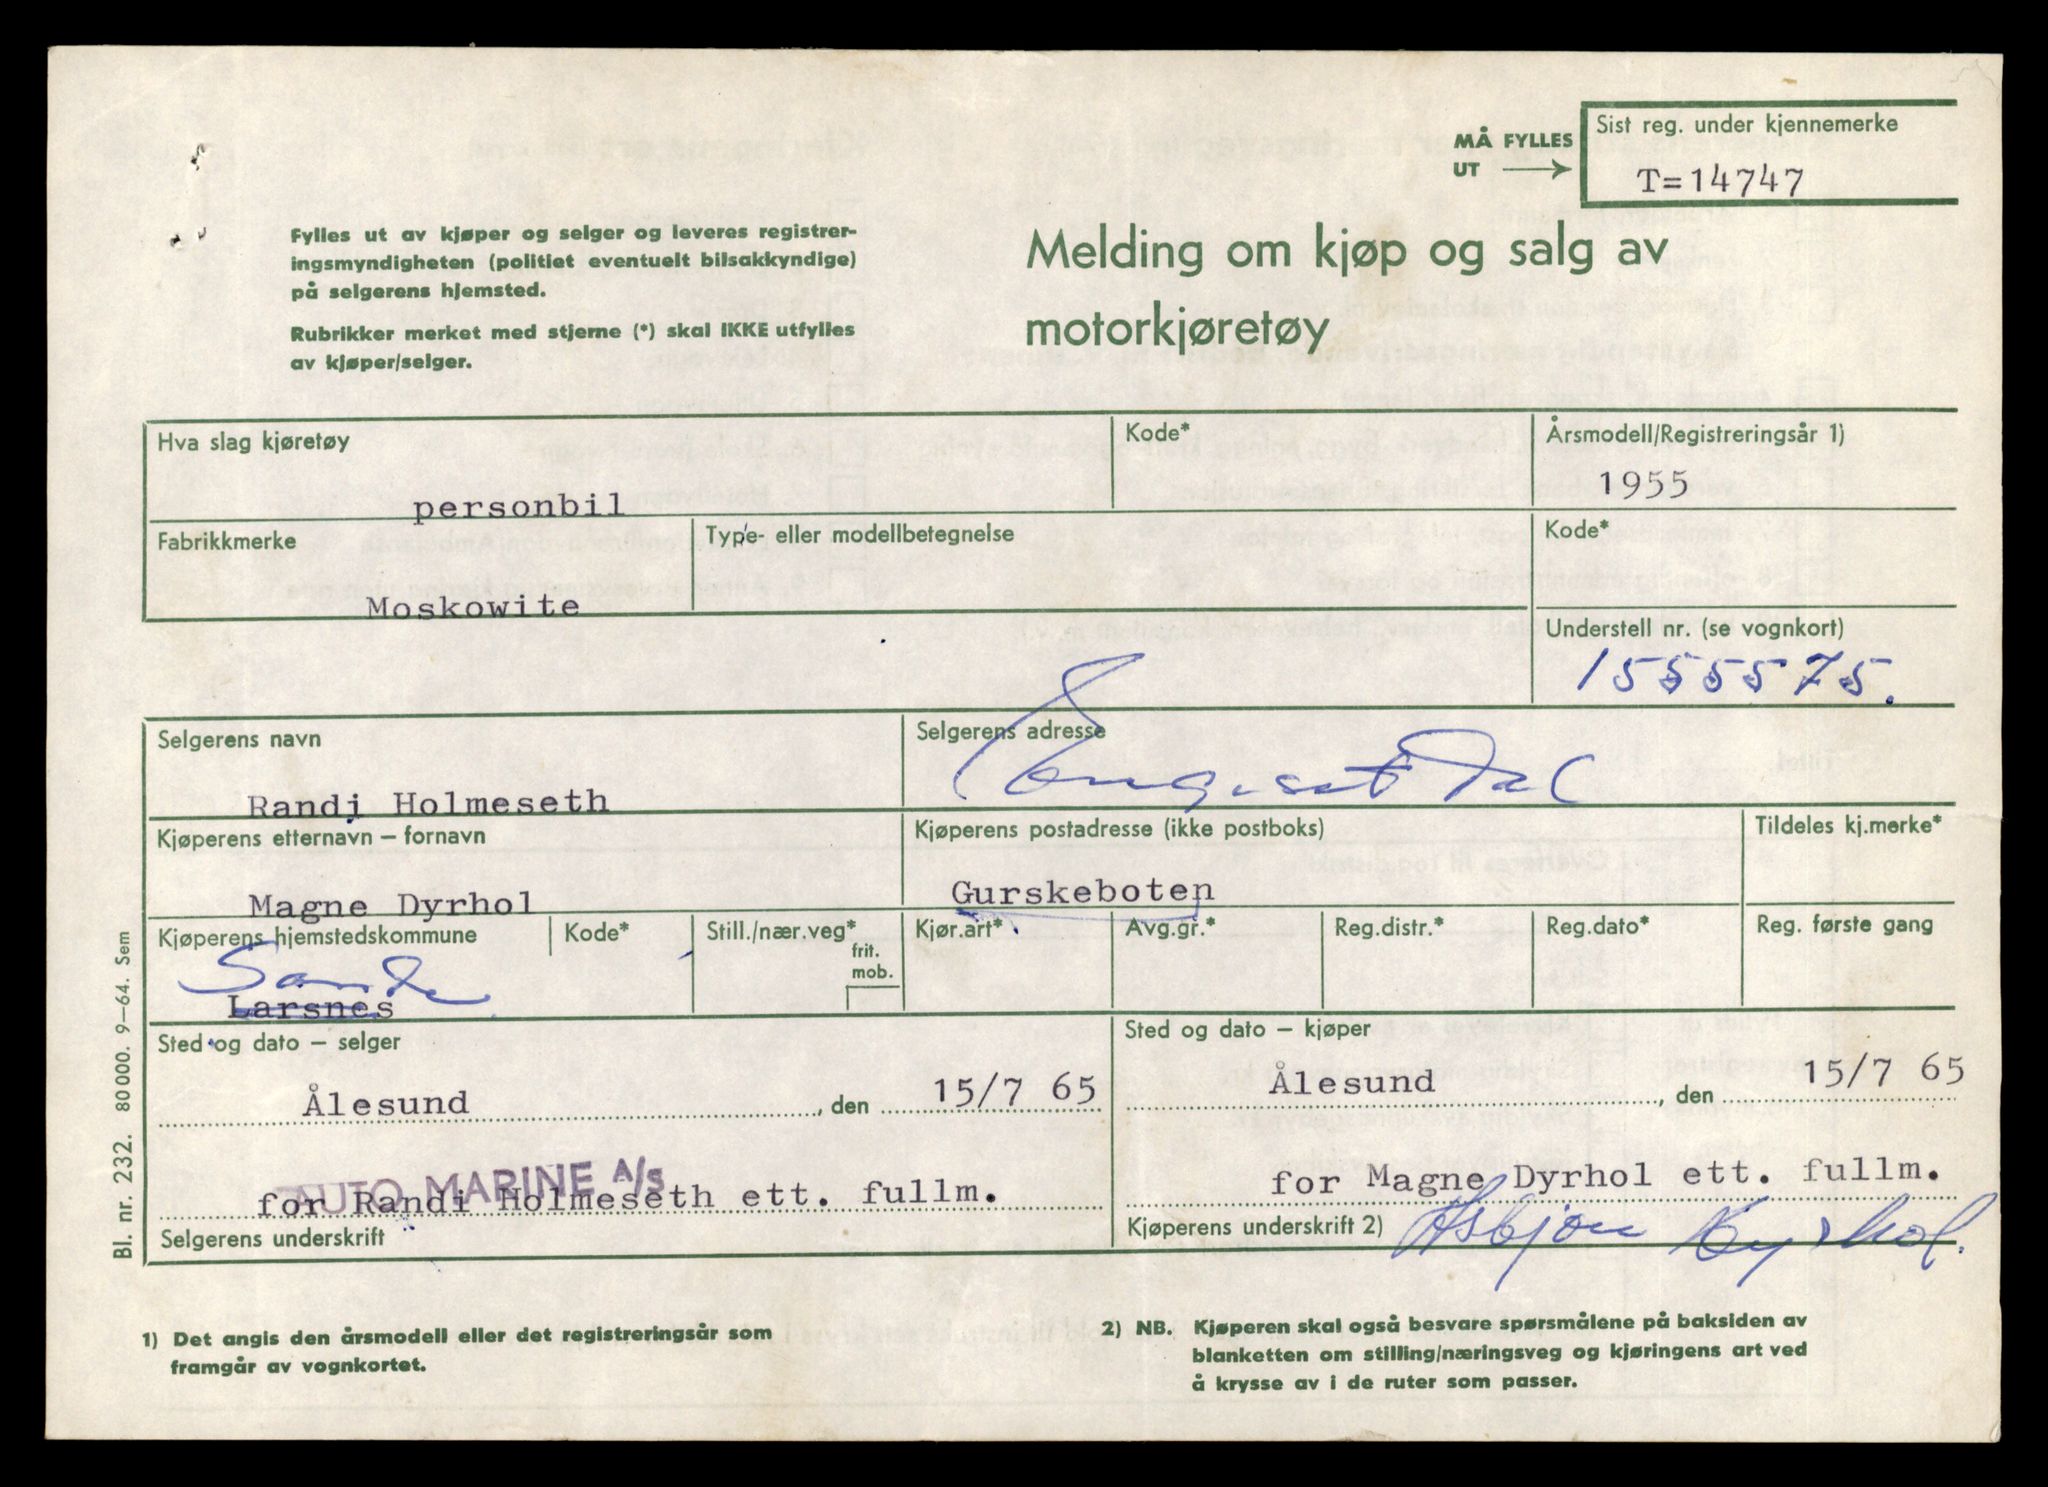 MÅ FYLLES
UT
Sist reg. under kjennemerke
T=14747
Fylles ut av kjøper og selger og leveres registrer-
ingsmyndigheten (politiet eventuelt bilsakkyndige)
på selgerens hjemsted.
Rubrikker merket med stjerne (*) skal IKKE utfylles
av kjøper/selger.
Melding om kjøp og salg av
motorkjøretøy
Hva slag kjøretøy
personbil
Kode*
Årsmodell/Registreringsår 1)
1955
Fabrikkmerke
Moskowite
Type- eller modellbetegnelse
Kode*
Understell nr. (se vognkort)
1555575.
Selgerens navn
Randi Holmeseth
Selgerens adresse
Kjøperens etternavn – fornavn
Magne Dyrhol
Kjøperens postadresse (ikke postboks)
Gurskeboten
Tildeles kj.merke*
Kjøperens hjemstedskommune
Sande
Larsnes
Kode*
Still./nær.veg*
frit.
mob.
Kjør.art*
Avg.gr.*
Reg.distr.*
Reg.dato*
Reg. første gang
Sted og dato – selger
Ålesund , den 15/7 65
AUTO MARINE A/S
for Randi Holmeseth ett. fullm.
Selgerens underskrift
Sted og dato – kjøper
Ålesund , den 15/7 65
for Magne Dyrhol ett. fullm.
Kjøperens underskrift 2) Asbjørn Dyrhol.
Bl. nr. 232. 80 000. 9–64. Sem
1) Det angis den årsmodell eller det registreringsår som
framgår av vognkortet.
2) NB. Kjøperen skal også besvare spørsmålene på baksiden av
blanketten om stilling/næringsveg og kjøringens art ved
å krysse av i de ruter som passer.